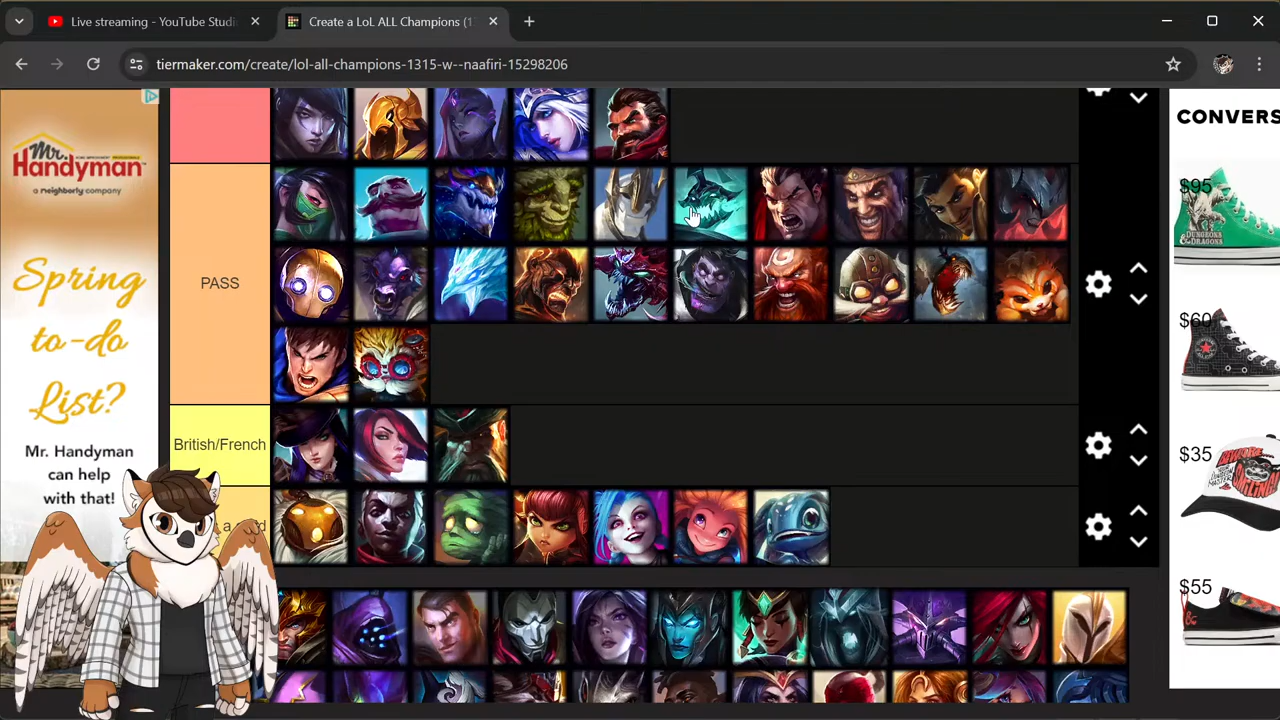 Live streaming - YouTube Studi
Create a LoL ALL Champions (1
tiermaker.com/create/lol-all-champions-1315-w--naafiri-15298206
Mr.
Handyman
a neighborly company
Spring
to-do
List?
Mr. Handyman
can help
with that!
PASS
British/French
a
d
CONVERS
$95
DUNGEONS
& DRAGONS
$60
$35
$55